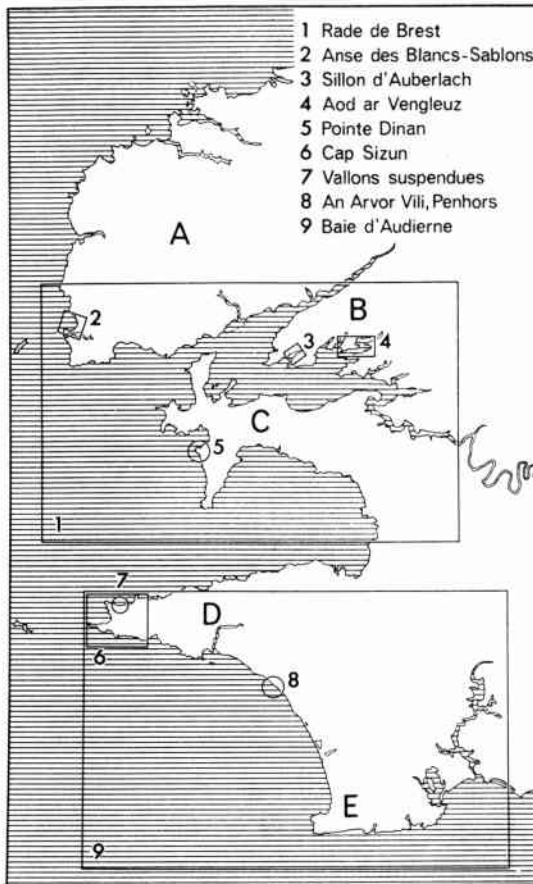 1 Rade de Brest
2 Anse des Blancs-Sablons
3 Sillon d'Auberlach
4 Aod ar Vengleuz
5 Pointe Dinan
6 Cap Sizun
7 Vallons suspendues
8 An Arvor Vili, Penhors
9 Baie d'Audierne
A
B
2
3
4
C
5
1
7
D
6
8
E
9